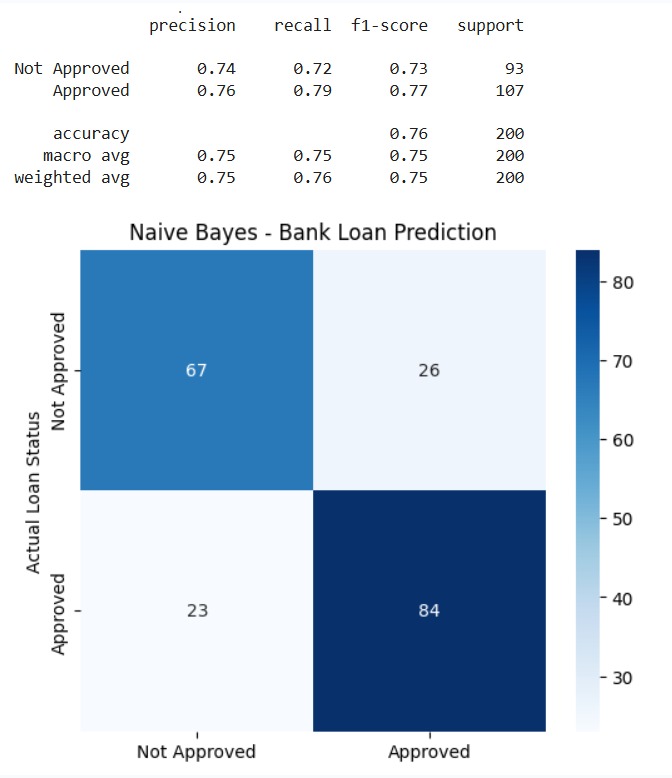 precision recall f1-score support
Not Approved 0.74 0.72 0.73 93
Approved 0.76 0.79 0.77 107
accuracy 0.76 200
macro avg 0.75 0.75 0.75 200
weighted avg 0.75 0.76 0.75 200
Naive Bayes - Bank Loan Prediction
Actual Loan Status
Not Approved
Approved
67 26
23 84
Not Approved Approved
80
70
60
50
40
30